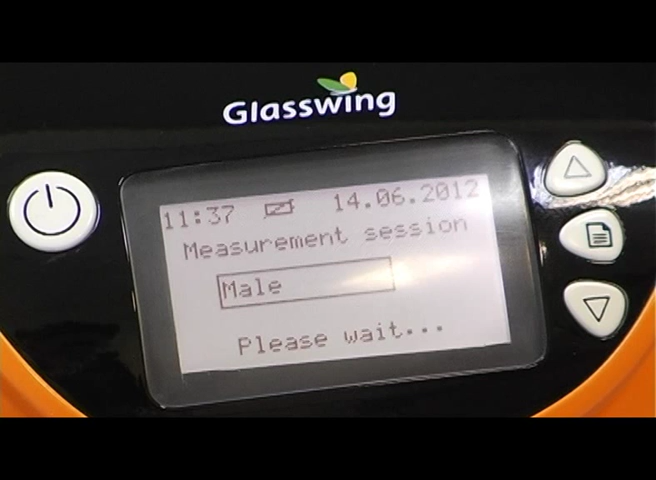 Glasswing
11:37 14.06.2012
Measurement session
Male
Please wait...